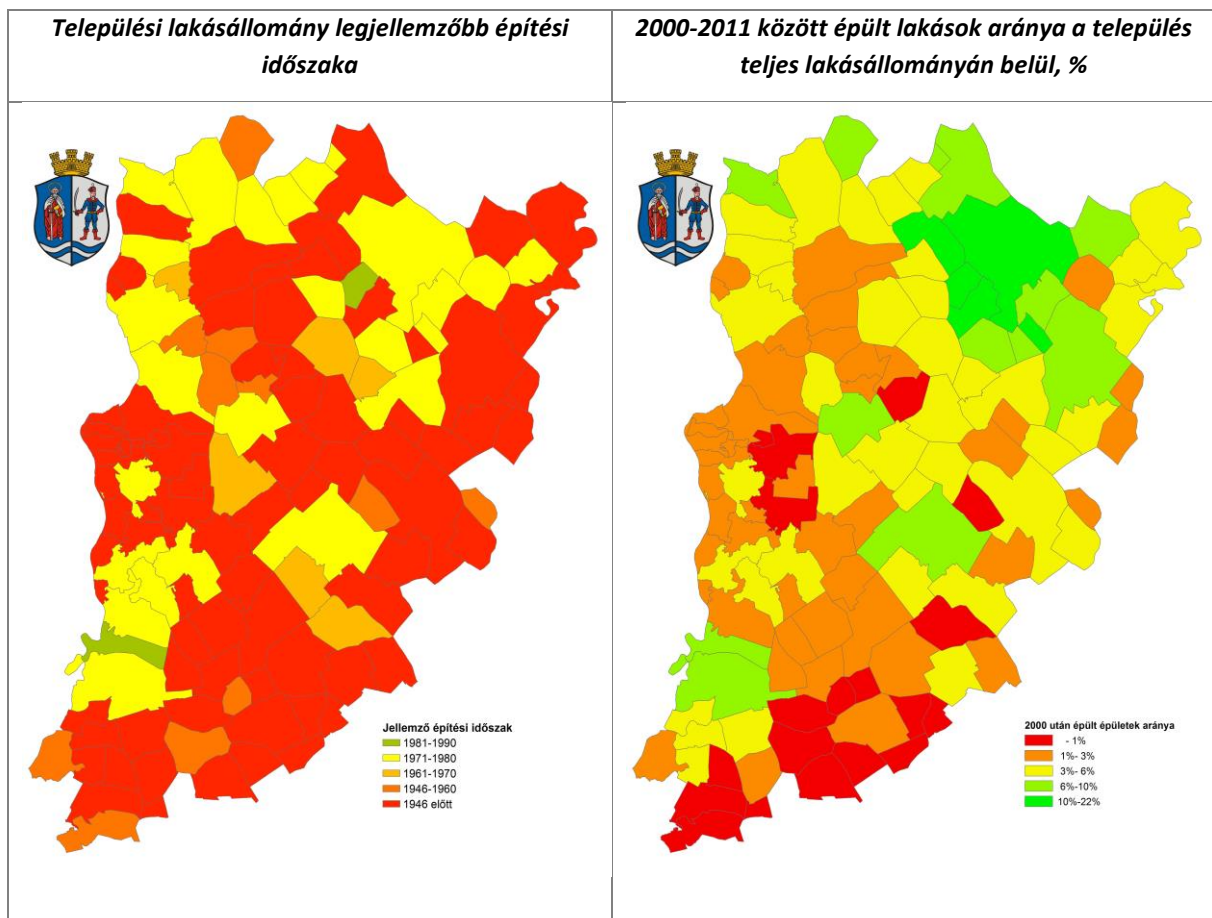 Települési lakásállomány legjellemzőbb építési
időszaka
2000-2011 között épült lakások aránya a település
teljes lakásállományán belül, %
Jellemző építési időszak
1981-1990
1971-1980
1961-1970
1946-1960
1946 előtt
2000 után épült épületek aránya
- 1%
1%- 3%
3%- 6%
6%-10%
10%-22%